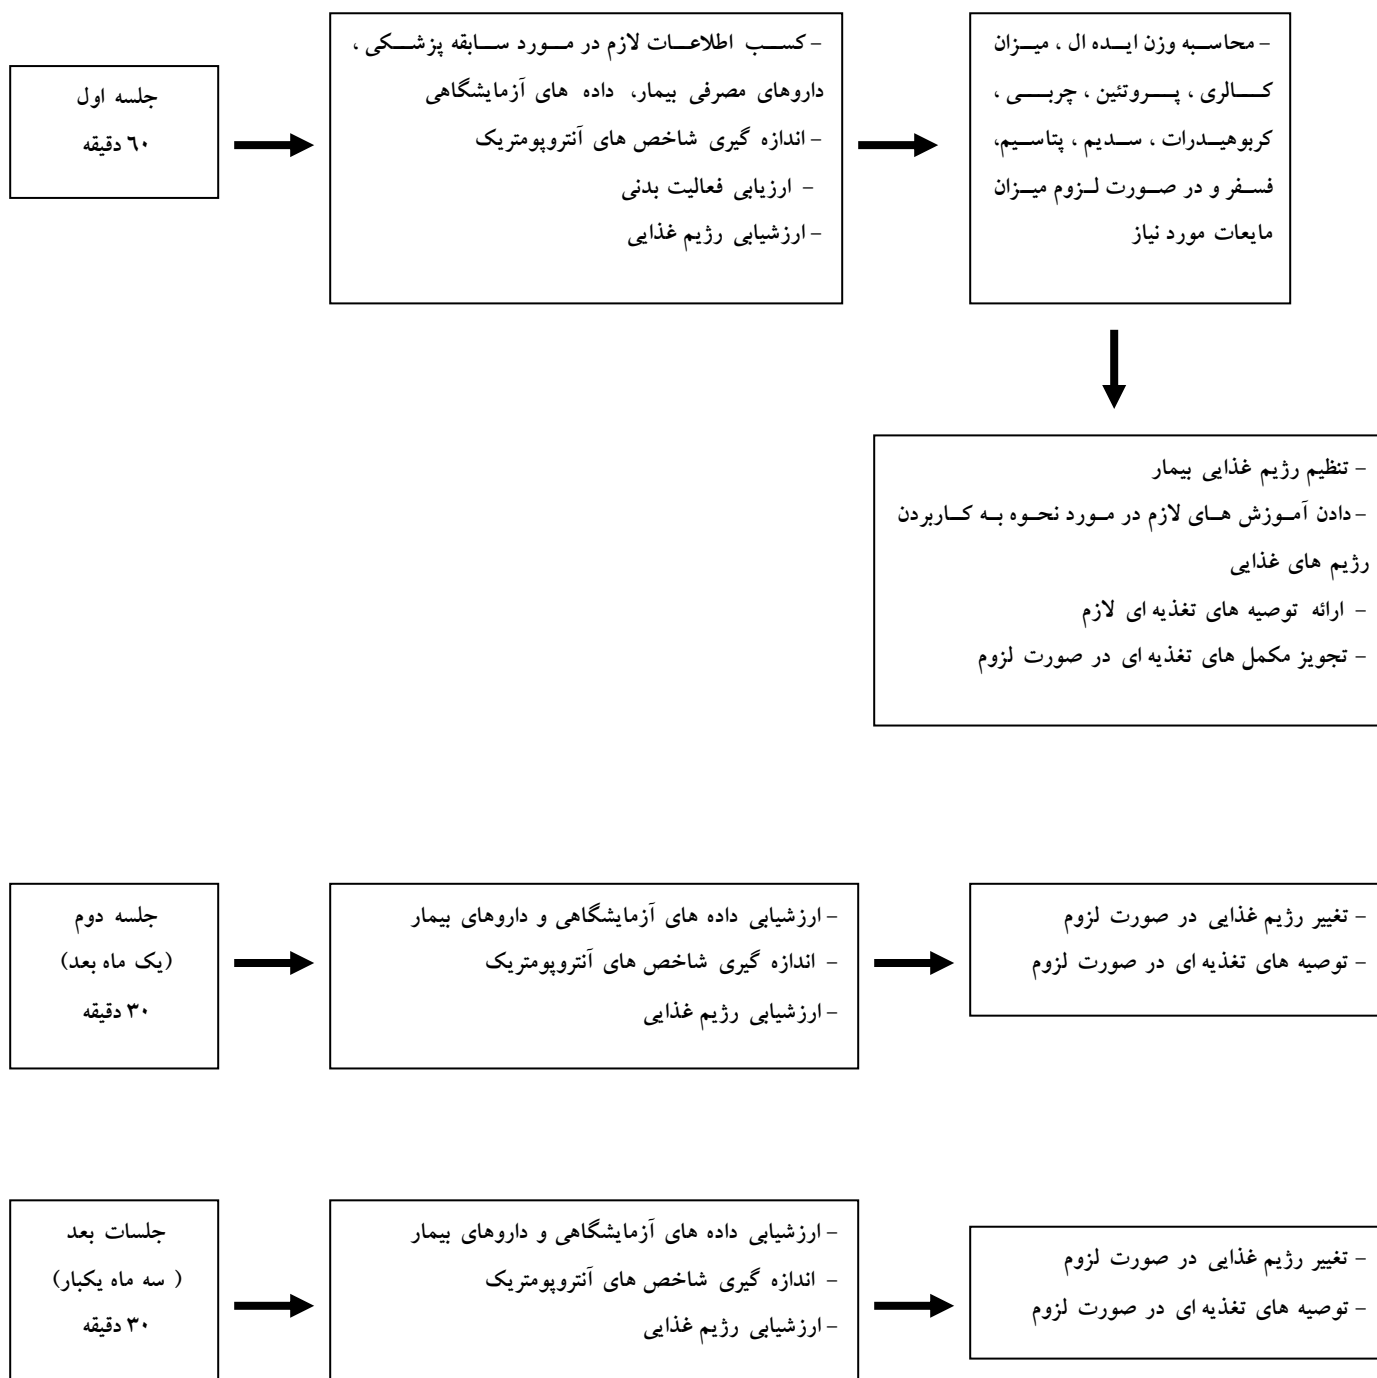 جلسه اول
٦٠ دقیقه
- کسب اطلاعات لازم در مورد سابقه پزشکی ،
داروهای مصرفی بیمار، داده های آزمایشگاهی
- اندازه گیری شاخص های آنتروپومتریک
- ارزیابی فعالیت بدنی
- ارزشیابی رژیم غذایی
- محاسبه وزن ایده ال ، میزان
کالری ، پروتئین ، چربی ،
کربوهیدرات ، سدیم ، پتاسیم،
فسفر و در صورت لزوم میزان
مایعات مورد نیاز
- تنظیم رژیم غذایی بیمار
- دادن آموزش های لازم در مورد نحوه به کاربردن
رژیم های غذایی
- ارائه توصیه های تغذیه ای لازم
- تجویز مکمل های تغذیه ای در صورت لزوم
جلسه دوم
(یک ماه بعد)
۳۰ دقیقه
- ارزشیابی داده های آزمایشگاهی و داروهای بیمار
- اندازه گیری شاخص های آنتروپومتریک
- ارزشیابی رژیم غذایی
- تغییر رژیم غذایی در صورت لزوم
- توصیه های تغذیه ای در صورت لزوم
جلسات بعد
( سه ماه یکبار)
۳۰ دقیقه
- ارزشیابی داده های آزمایشگاهی و داروهای بیمار
- اندازه گیری شاخص های آنتروپومتریک
- ارزشیابی رژیم غذایی
- تغییر رژیم غذایی در صورت لزوم
- توصیه های تغذیه ای در صورت لزوم